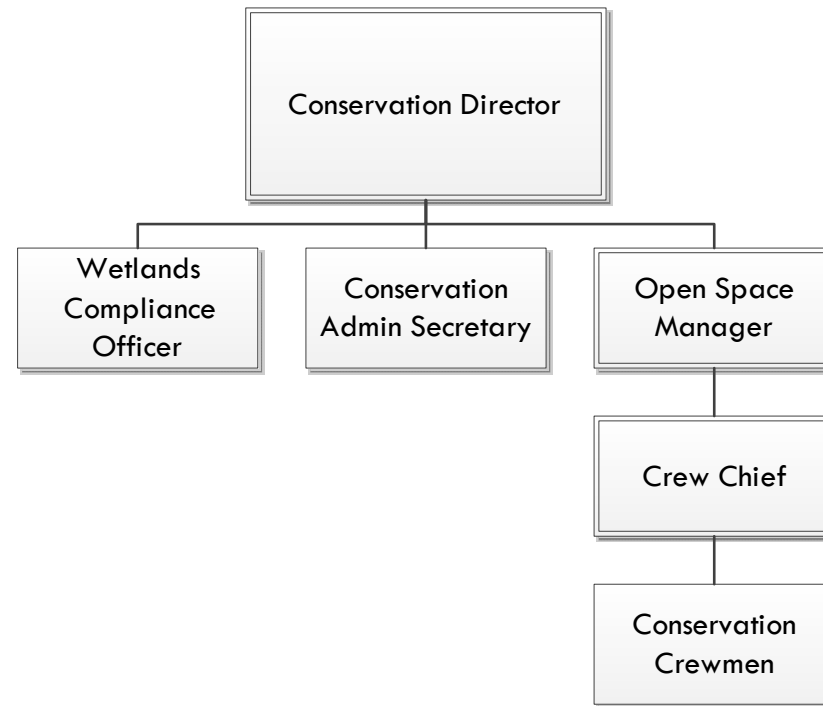 Conservation Director
Wetlands
Compliance
Officer
Conservation
Admin Secretary
Open Space
Manager
Crew Chief
Conservation
Crewmen